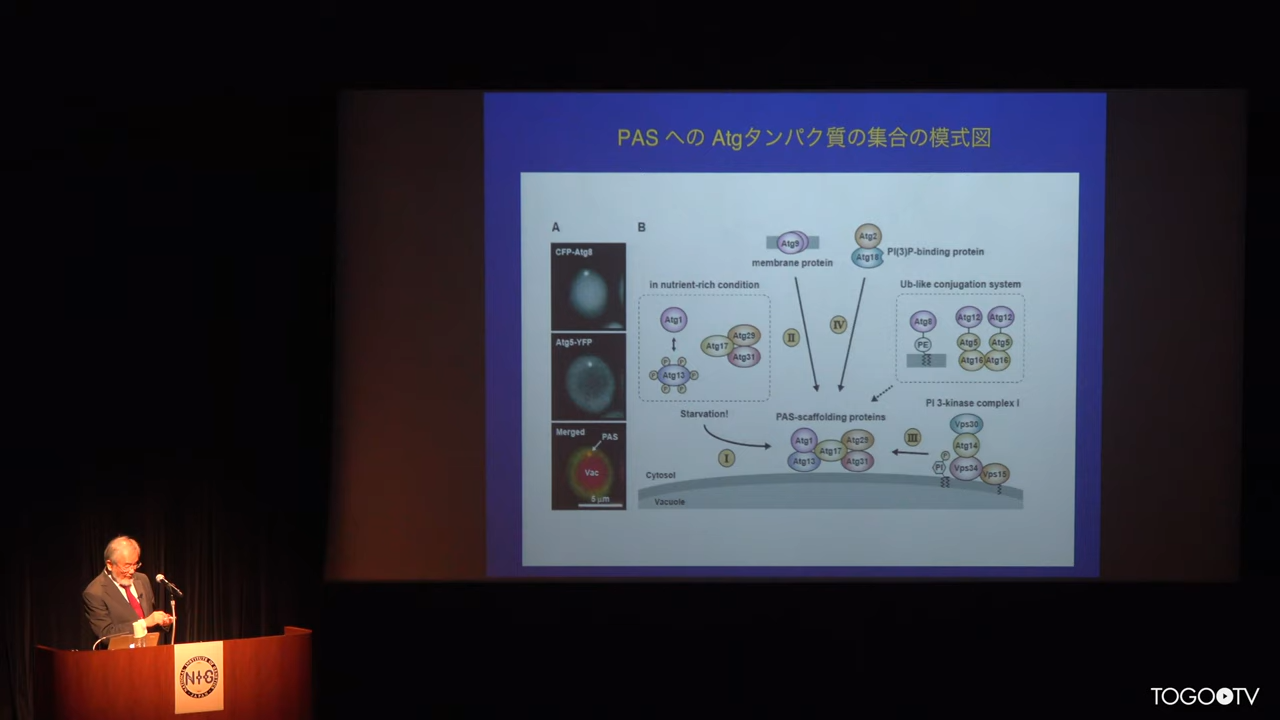 PAS への Atgタンパク質の集合の模式図
A
B
CFP-Atg8
Atg5-YFP
Merged
PAS
Vac
5 μm
Atg9
membrane protein
Atg2
Atg18
PI(3)P-binding protein
in nutrient-rich condition
Atg1
Atg17
Atg29
Atg31
P
P
P
Atg13
P
P
P
Starvation!
I
II
IV
Ub-like conjugation system
Atg8
PE
Atg12
Atg12
Atg5
Atg5
Atg16
Atg16
PAS-scaffolding proteins
Atg1
Atg13
Atg17
Atg29
Atg31
III
PI 3-kinase complex I
Vps30
Atg14
Vps34
Vps15
P
PI
Cytosol
Vacuole
NIG
TOGO TV